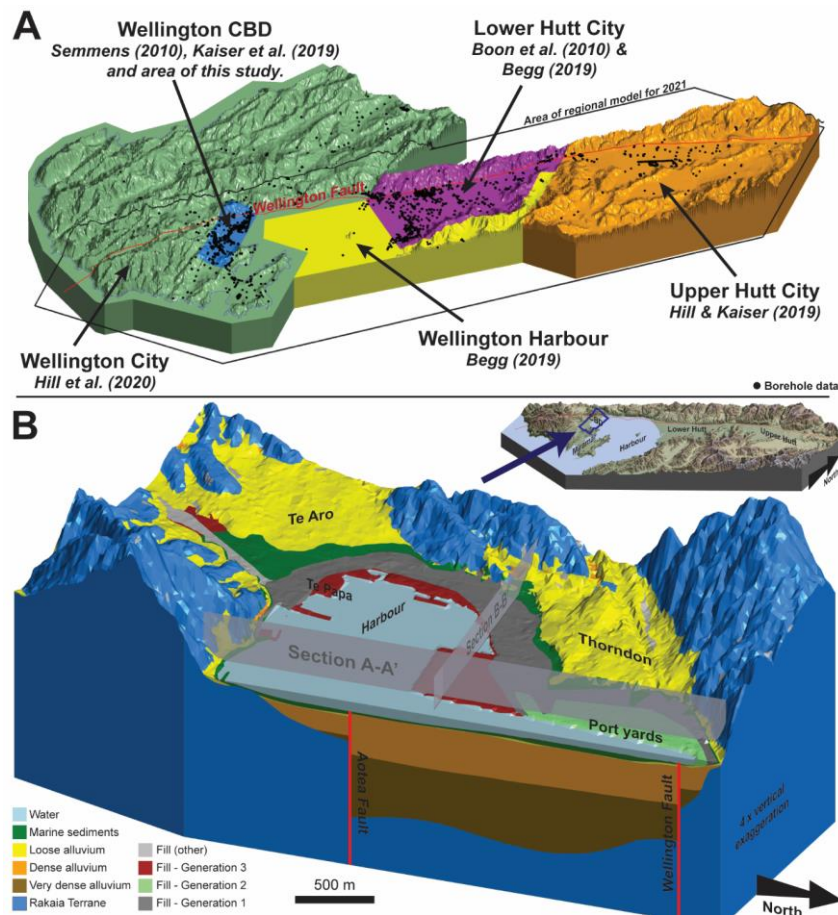 A
Wellington CBD
Semmens (2010), Kaiser et al. (2019)
and area of this study.
Lower Hutt City
Boon et al. (2010) &
Begg (2019)
Area of regional model for 2021
Wellington Fault
Upper Hutt City
Hill & Kaiser (2019)
Wellington Harbour
Begg (2019)
Wellington City
Hill et al. (2020)
Borehole data
B
Miramar
Harbour
Lower Hutt
Upper Hutt
North
Te Aro
Te Papa
Harbour
Section B-B'
Thorndon
Section A-A'
Port yards
Aotea Fault
Wellington Fault
4 x vertical
exaggeration
Water
Marine sediments
Loose alluvium
Dense alluvium
Very dense alluvium
Rakaia Terrane
Fill (other)
Fill - Generation 3
Fill - Generation 2
Fill - Generation 1
500 m
North